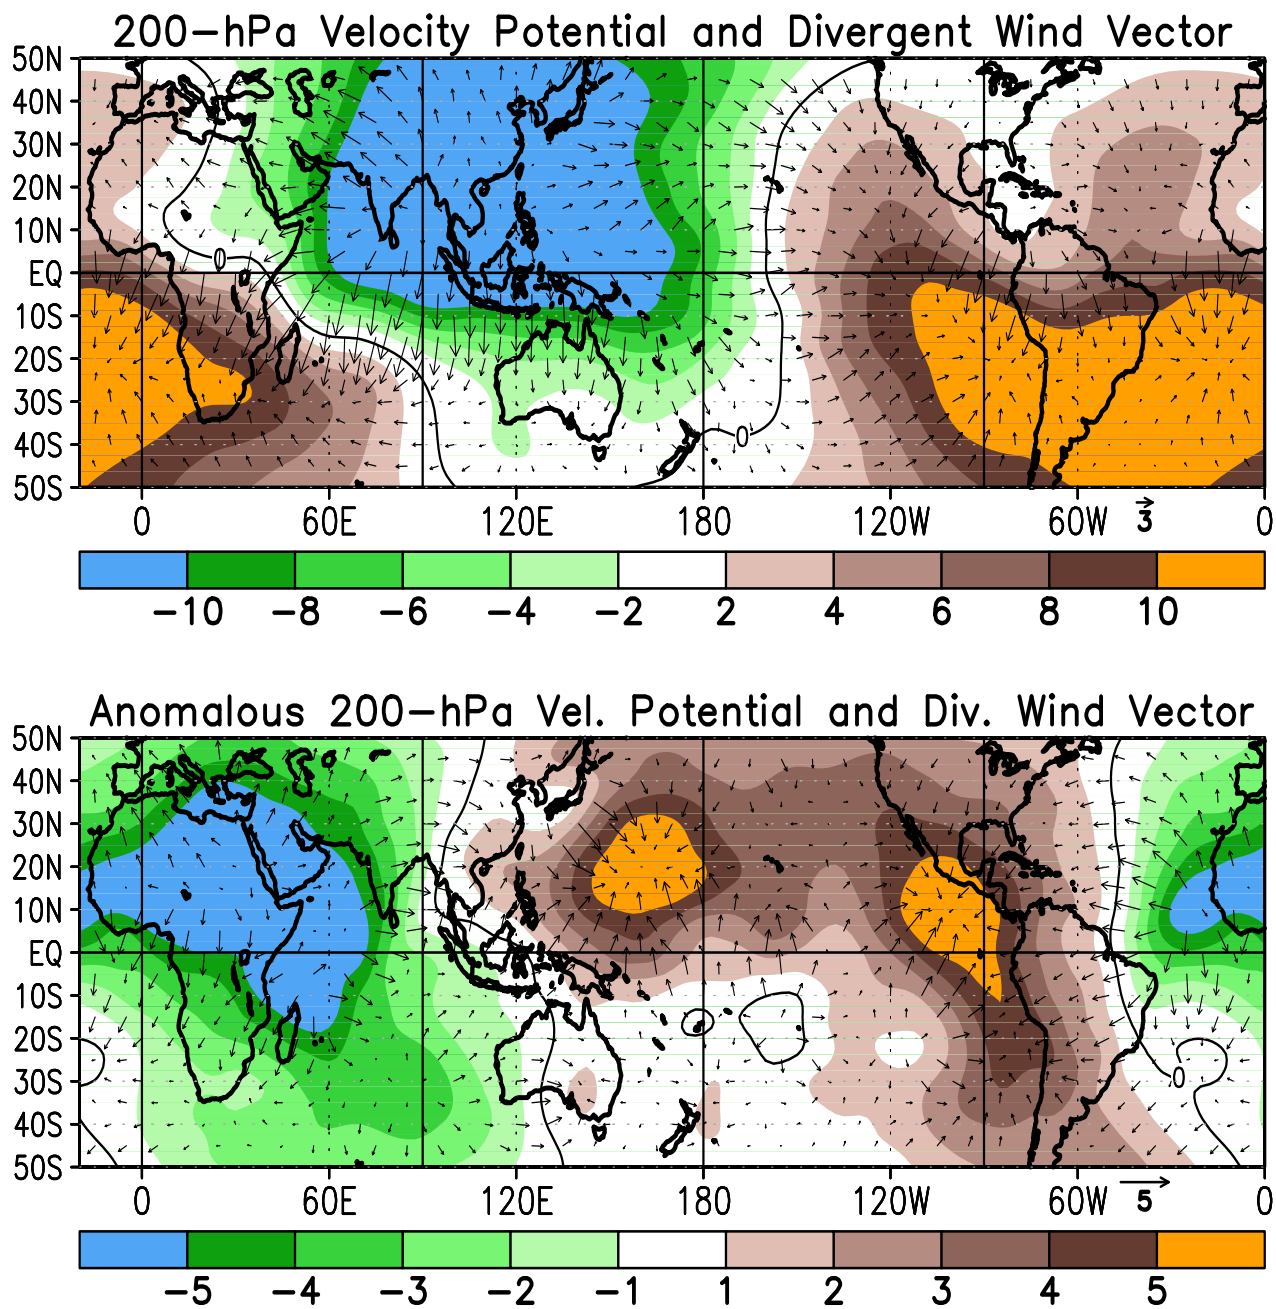 200-hPa Velocity Potential and Divergent Wind Vector
50N
40N
30N
20N
10N
EQ
10S
20S
30S
40S
50S
0
0
0 60E 120E 180 120W 60W 3 0
-10 -8 -6 -4 -2 2 4 6 8 10
Anomalous 200-hPa Vel. Potential and Div. Wind Vector
50N
40N
30N
20N
10N
EQ
10S
20S
30S
0
40S
50S
0 60E 120E 180 120W 60W 5 0
-5 -4 -3 -2 -1 1 2 3 4 5